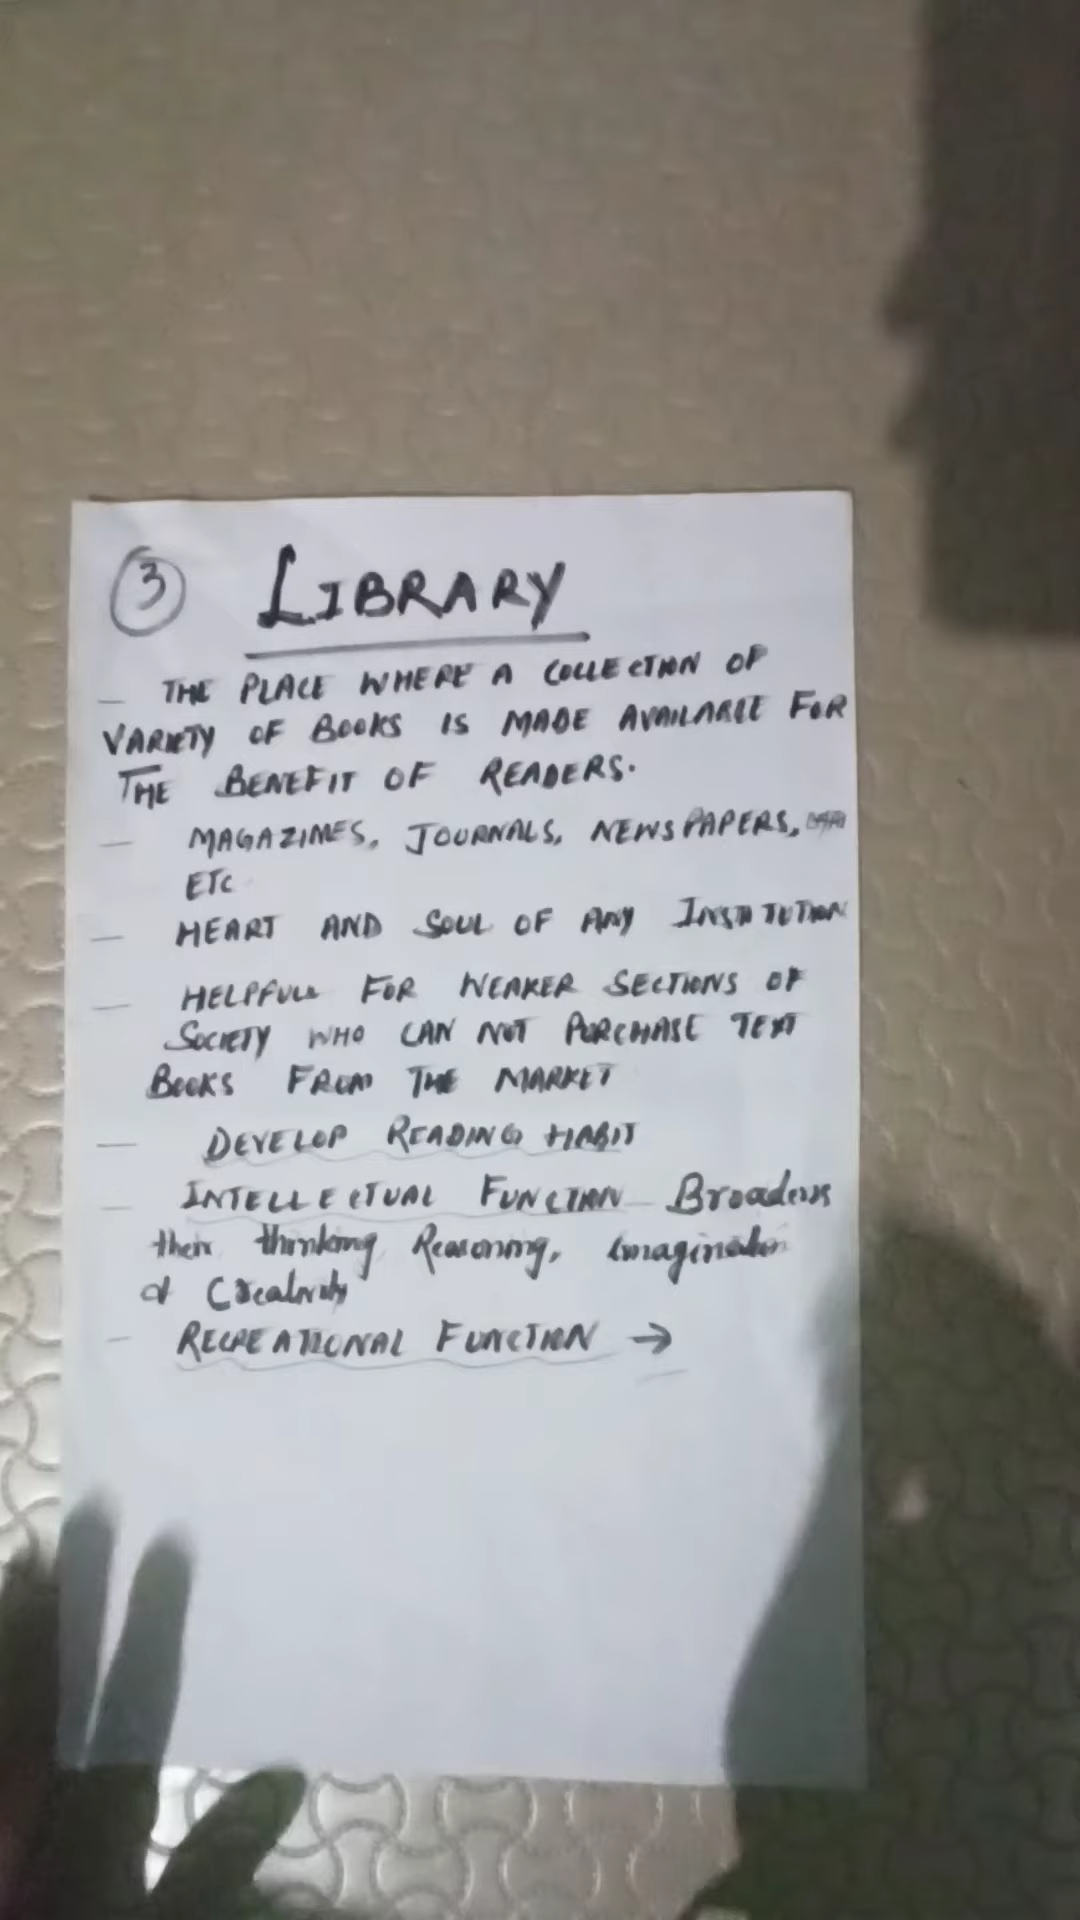 3 LIBRARY
— THE PLACE WHERE A COLLECTION OF
VARIETY OF BOOKS IS MADE AVAILABLE FOR
THE BENEFIT OF READERS.
— MAGAZIMES, JOURNALS, NEWSPAPERS,
ETC
— HEART AND SOUL OF ANY INSTITUTION
— HELPFULL FOR WEAKER SECTIONS OF
SOCIETY WHO CAN NOT PURCHASE TEXT
BOOKS FROM THE MARKET
— DEVELOP READING HABIT
— INTELLECTUAL FUNCTION Broadens
their thinking, Reasoning, imagination
& Creativity
— RECREATIONAL FUNCTION →